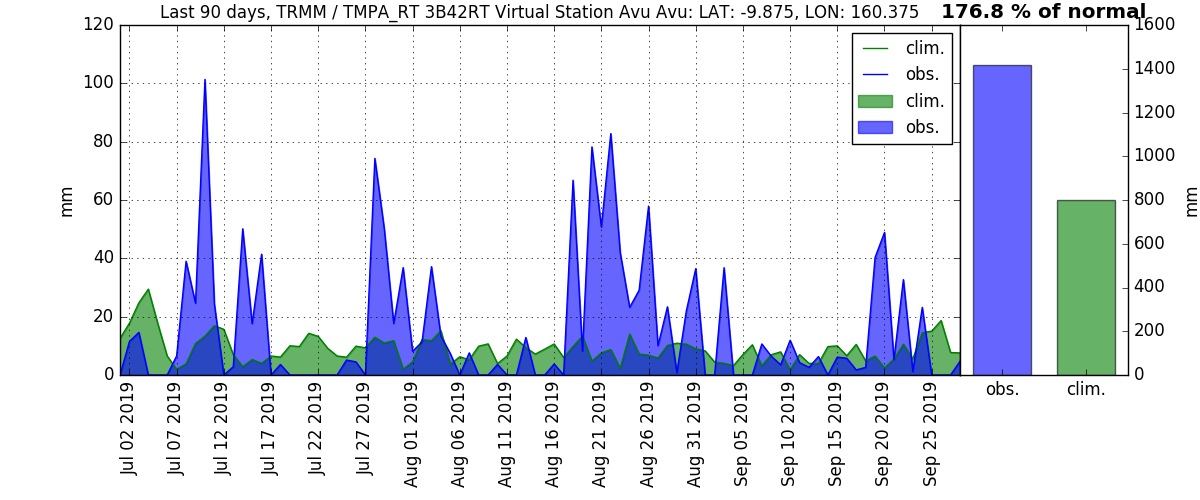 Last 90 days, TRMM / TMPA_RT 3B42RT Virtual Station Avu Avu: LAT: -9.875, LON: 160.375
176.8 % of normal
120
100
80
60
40
20
0
mm
clim.
obs.
clim.
obs.
1600
1400
1200
1000
800
600
400
200
0
mm
obs.
clim.
Jul 02 2019
Jul 07 2019
Jul 12 2019
Jul 17 2019
Jul 22 2019
Jul 27 2019
Aug 01 2019
Aug 06 2019
Aug 11 2019
Aug 16 2019
Aug 21 2019
Aug 26 2019
Aug 31 2019
Sep 05 2019
Sep 10 2019
Sep 15 2019
Sep 20 2019
Sep 25 2019